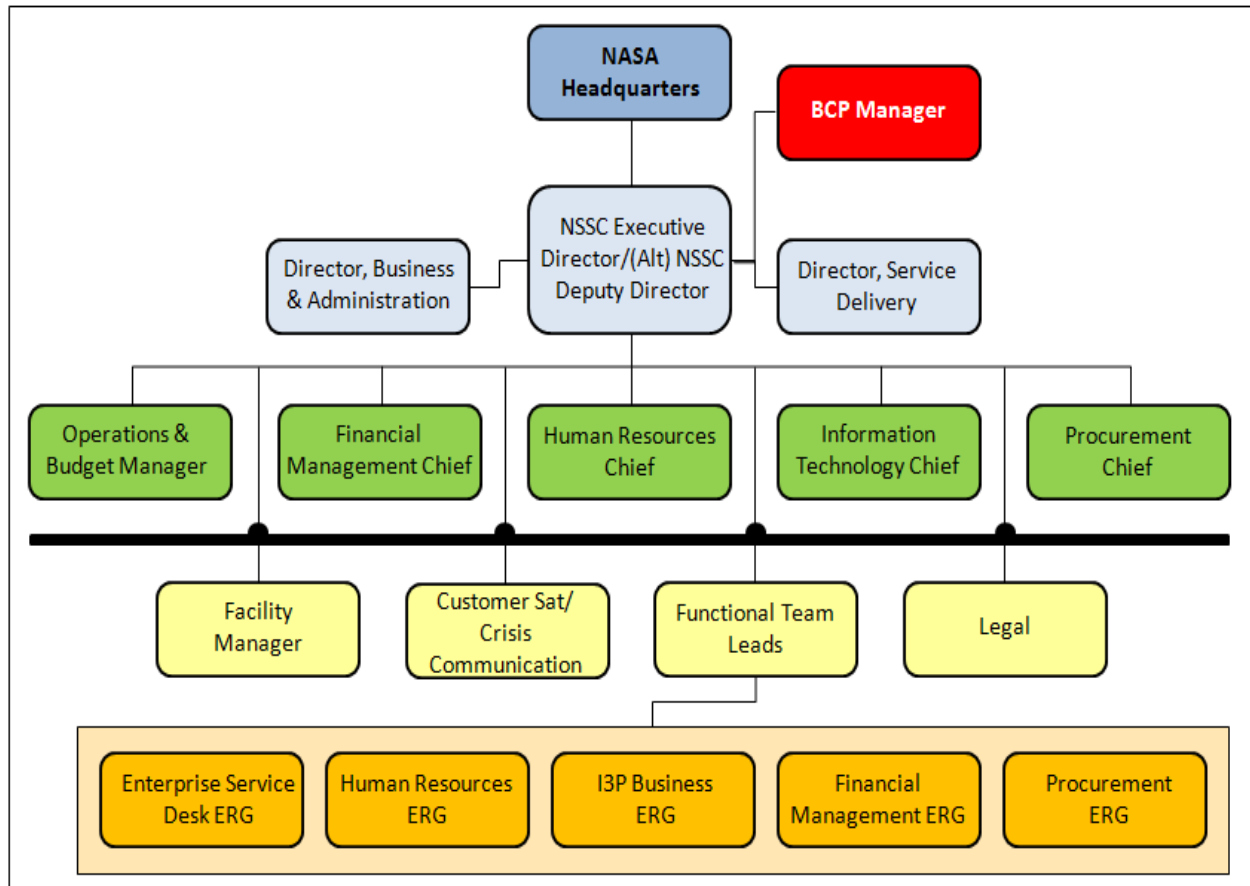 NASA
Headquarters
BCP Manager
NSSC Executive
Director/(Alt) NSSC
Deputy Director
Director, Business
& Administration
Director, Service
Delivery
Operations &
Budget Manager
Financial
Management Chief
Human Resources
Chief
Information
Technology Chief
Procurement
Chief
Facility
Manager
Customer Sat/
Crisis
Communication
Functional Team
Leads
Legal
Enterprise Service
Desk ERG
Human Resources
ERG
I3P Business
ERG
Financial
Management ERG
Procurement
ERG